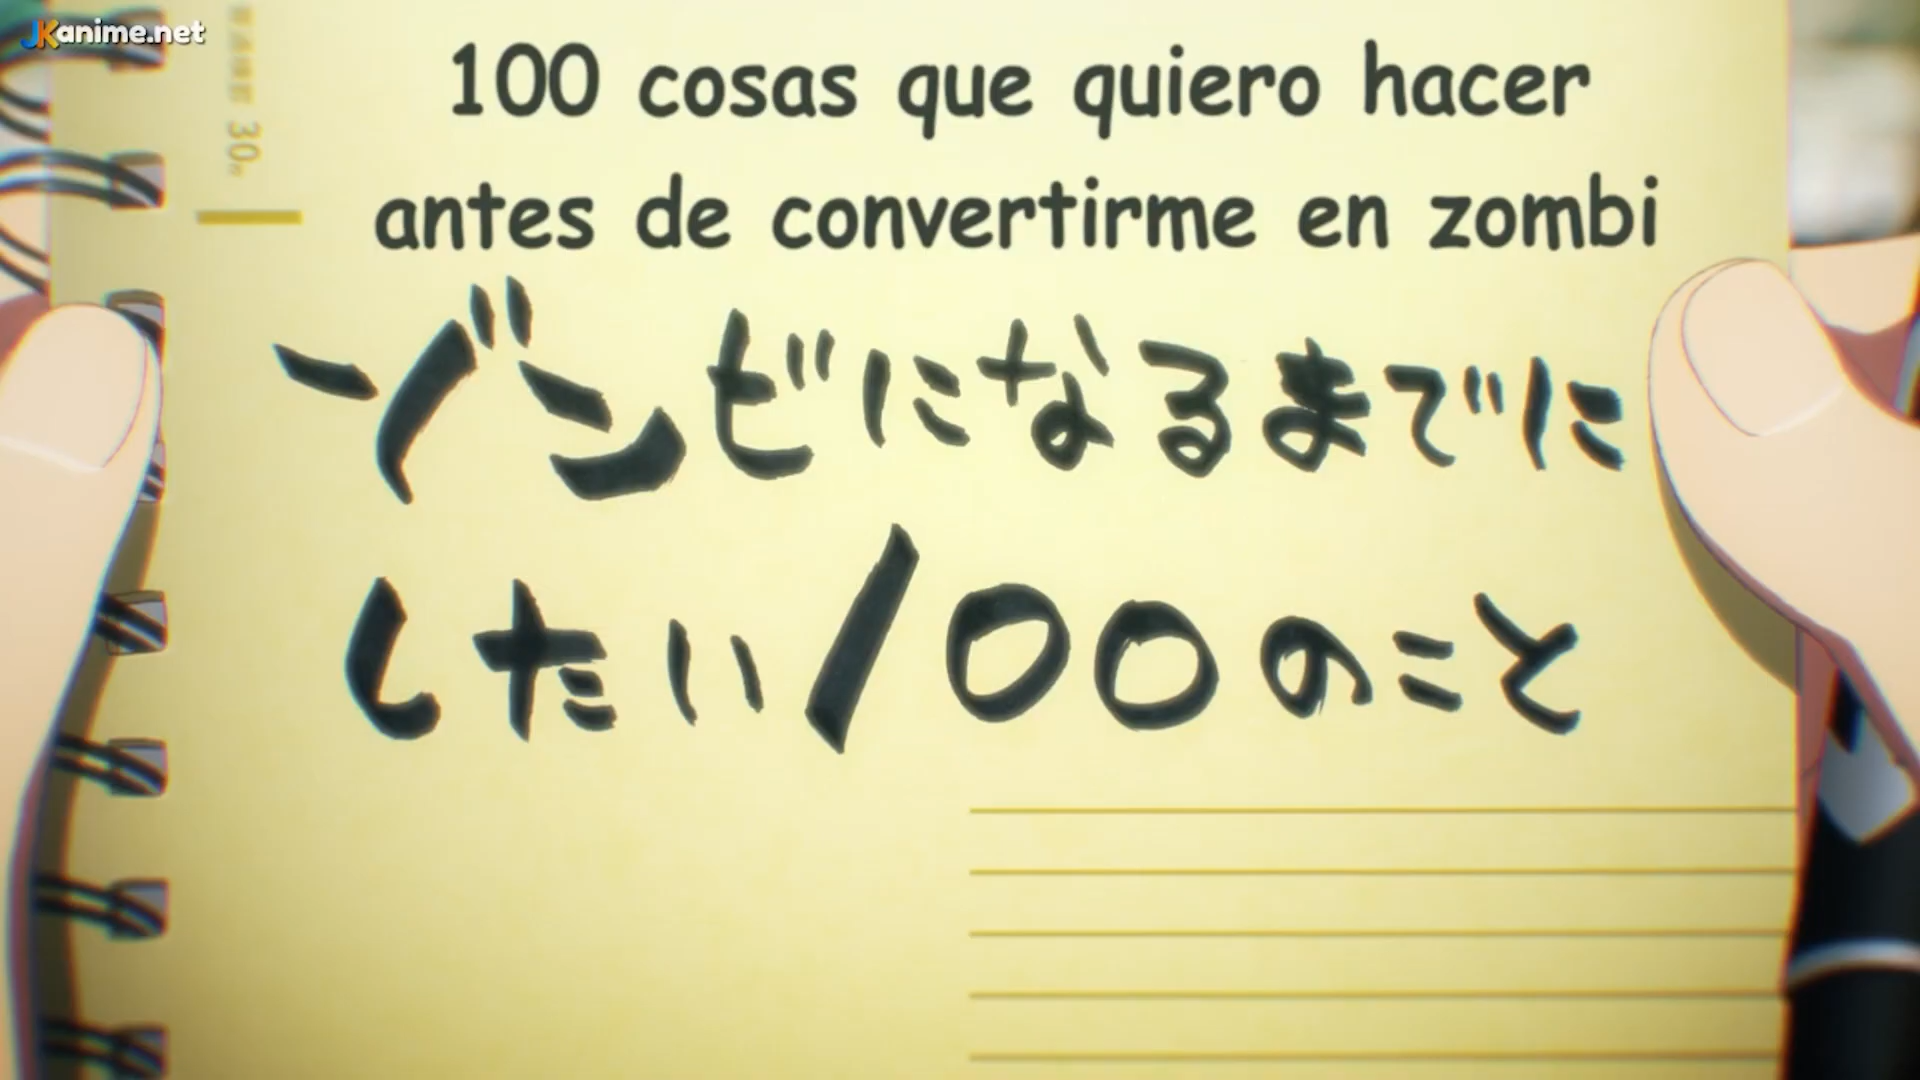 JKanime.net
100 cosas que quiero hacer
antes de convertirme en zombi
ゾンビになるまでに
したい100のこと